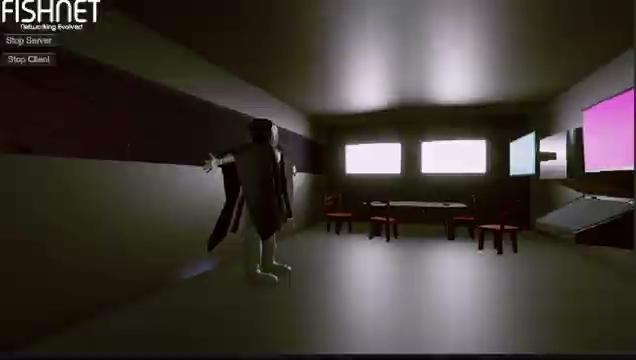 FISHNET
Networking Evolved
Stop Server
Stop Client